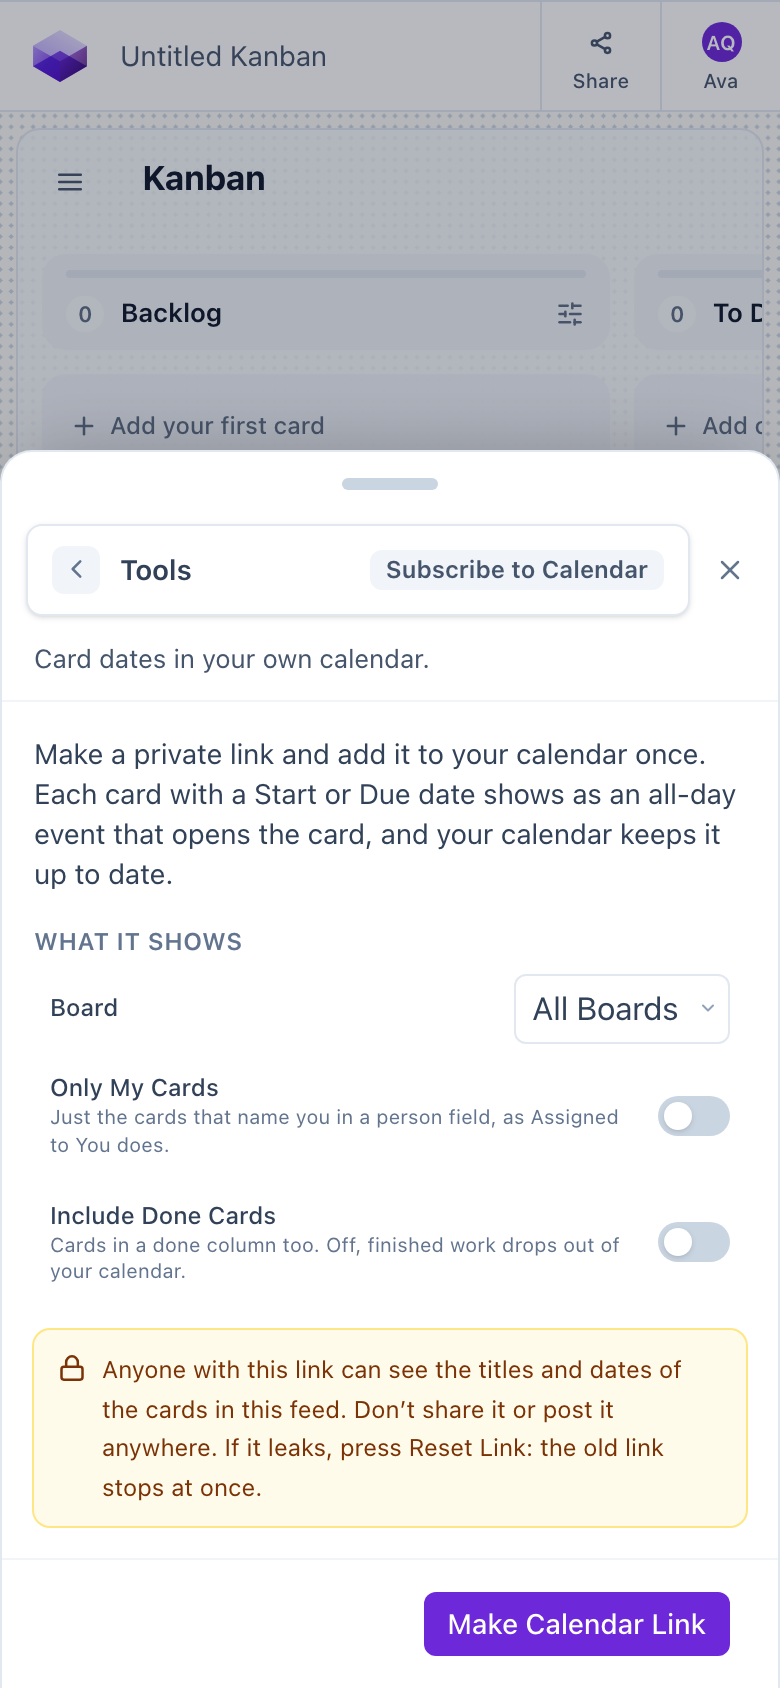 Untitled Kanban
Share
AQ
Ava
Kanban
0 Backlog
0 To D
Add your first card
Add
Tools
Subscribe to Calendar
Card dates in your own calendar.
Make a private link and add it to your calendar once.
Each card with a Start or Due date shows as an all-day
event that opens the card, and your calendar keeps it
up to date.
WHAT IT SHOWS
Board
All Boards
Only My Cards
Just the cards that name you in a person field, as Assigned
to You does.
Include Done Cards
Cards in a done column too. Off, finished work drops out of
your calendar.
Anyone with this link can see the titles and dates of
the cards in this feed. Don’t share it or post it
anywhere. If it leaks, press Reset Link: the old link
stops at once.
Make Calendar Link